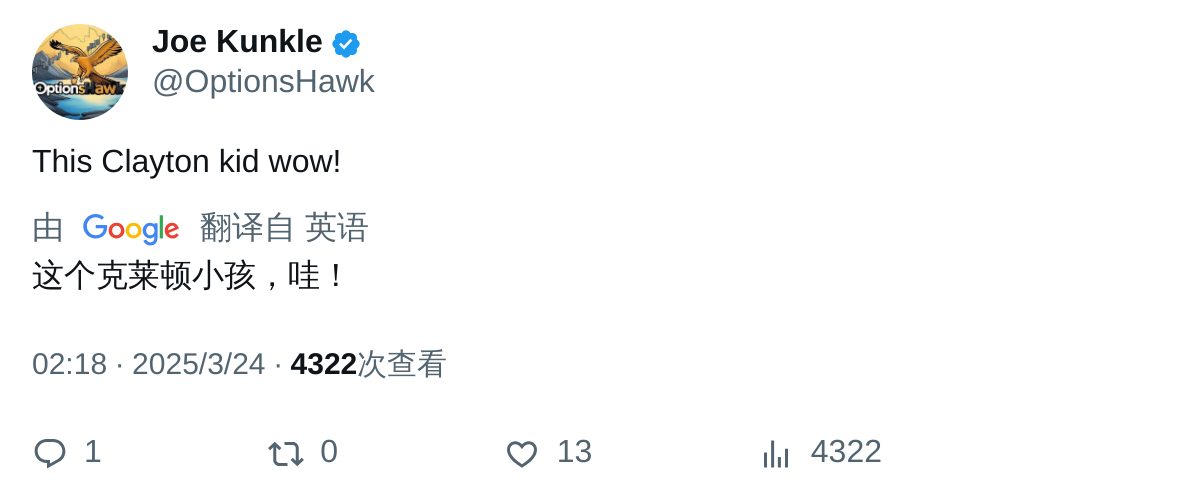 Joe Kunkle
@OptionsHawk
OptionsHawk
This Clayton kid wow!
由 Google 翻译自 英语
这个克莱顿小孩，哇！
02:18 · 2025/3/24 · 4322次查看
1 0 13 4322